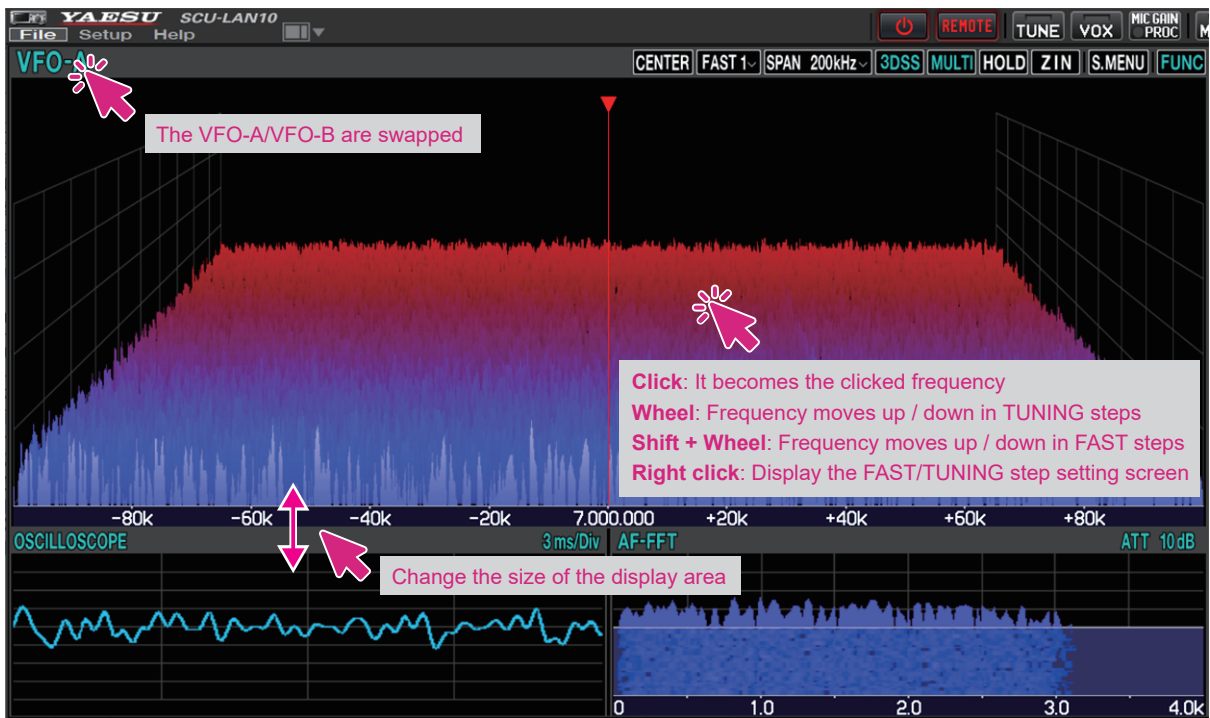 YAESU SCU-LAN10
REMOTE TUNE VOX MIC GAIN PROC M
File Setup Help
VFO-A
CENTER FAST 1 SPAN 200kHz 3DSS MULTI HOLD Z IN S.MENU FUNC
The VFO-A/VFO-B are swapped
Click: It becomes the clicked frequency
Wheel: Frequency moves up / down in TUNING steps
Shift + Wheel: Frequency moves up / down in FAST steps
Right click: Display the FAST/TUNING step setting screen
-80k -60k -40k -20k 7.000.000 +20k +40k +60k +80k
OSCILLOSCOPE 3 ms/Div AF-FFT ATT 10 dB
Change the size of the display area
0 1.0 2.0 3.0 4.0k